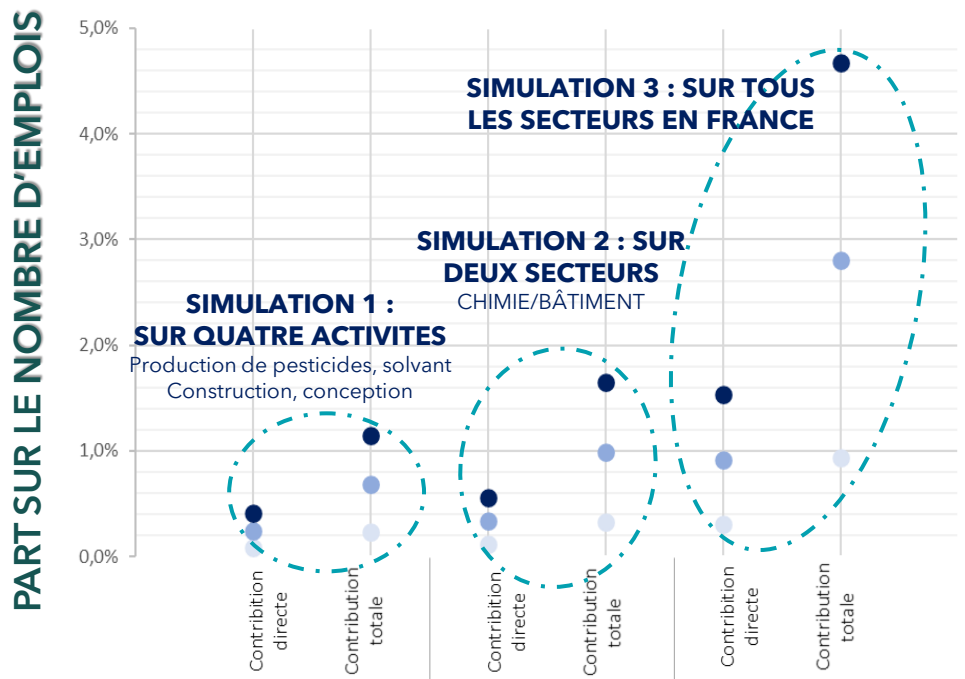 PART SUR LE NOMBRE D'EMPLOIS
5,0%
4,0%
3,0%
2,0%
1,0%
0,0%
SIMULATION 1 :
SUR QUATRE ACTIVITES
Production de pesticides, solvant
Construction, conception
SIMULATION 2 : SUR
DEUX SECTEURS
CHIMIE/BÂTIMENT
SIMULATION 3 : SUR TOUS
LES SECTEURS EN FRANCE
Contribition
directe
Contribution
totale
Contribition
directe
Contribution
totale
Contribition
directe
Contribution
totale